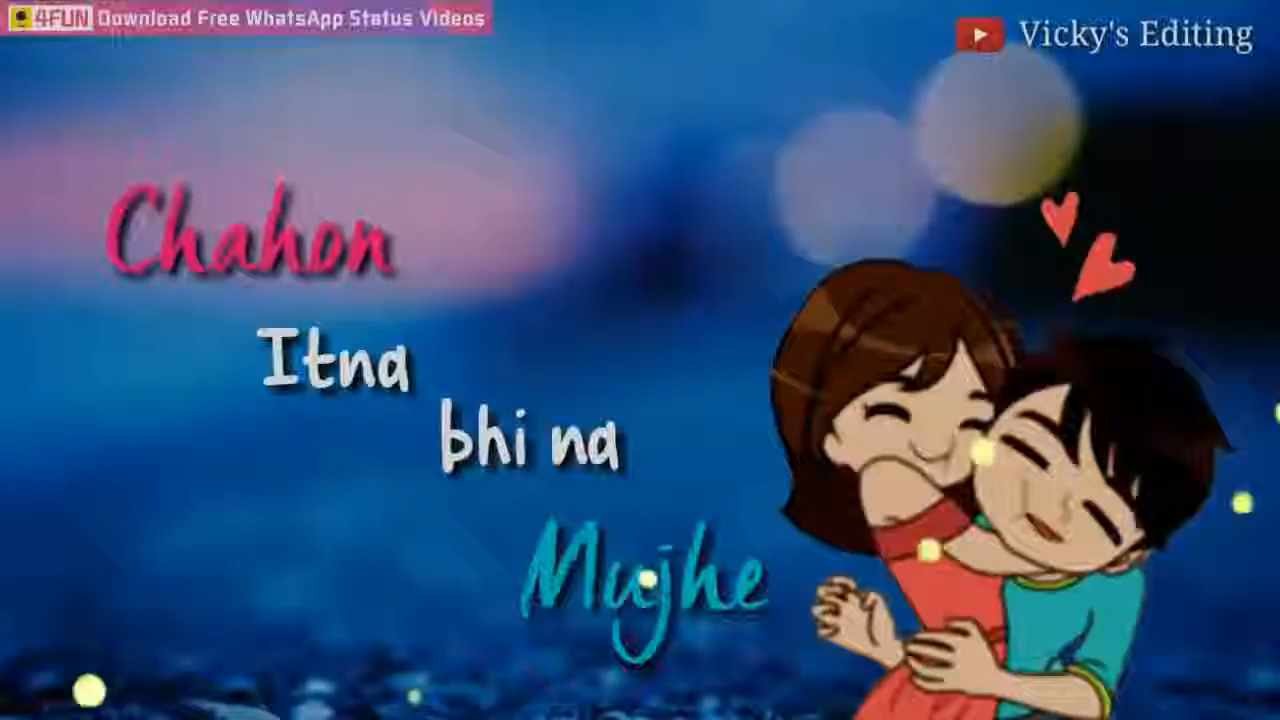 4FUN Download Free WhatsApp Status Videos
Vicky's Editing
Chahon
Itna
bhi na
Mujhe